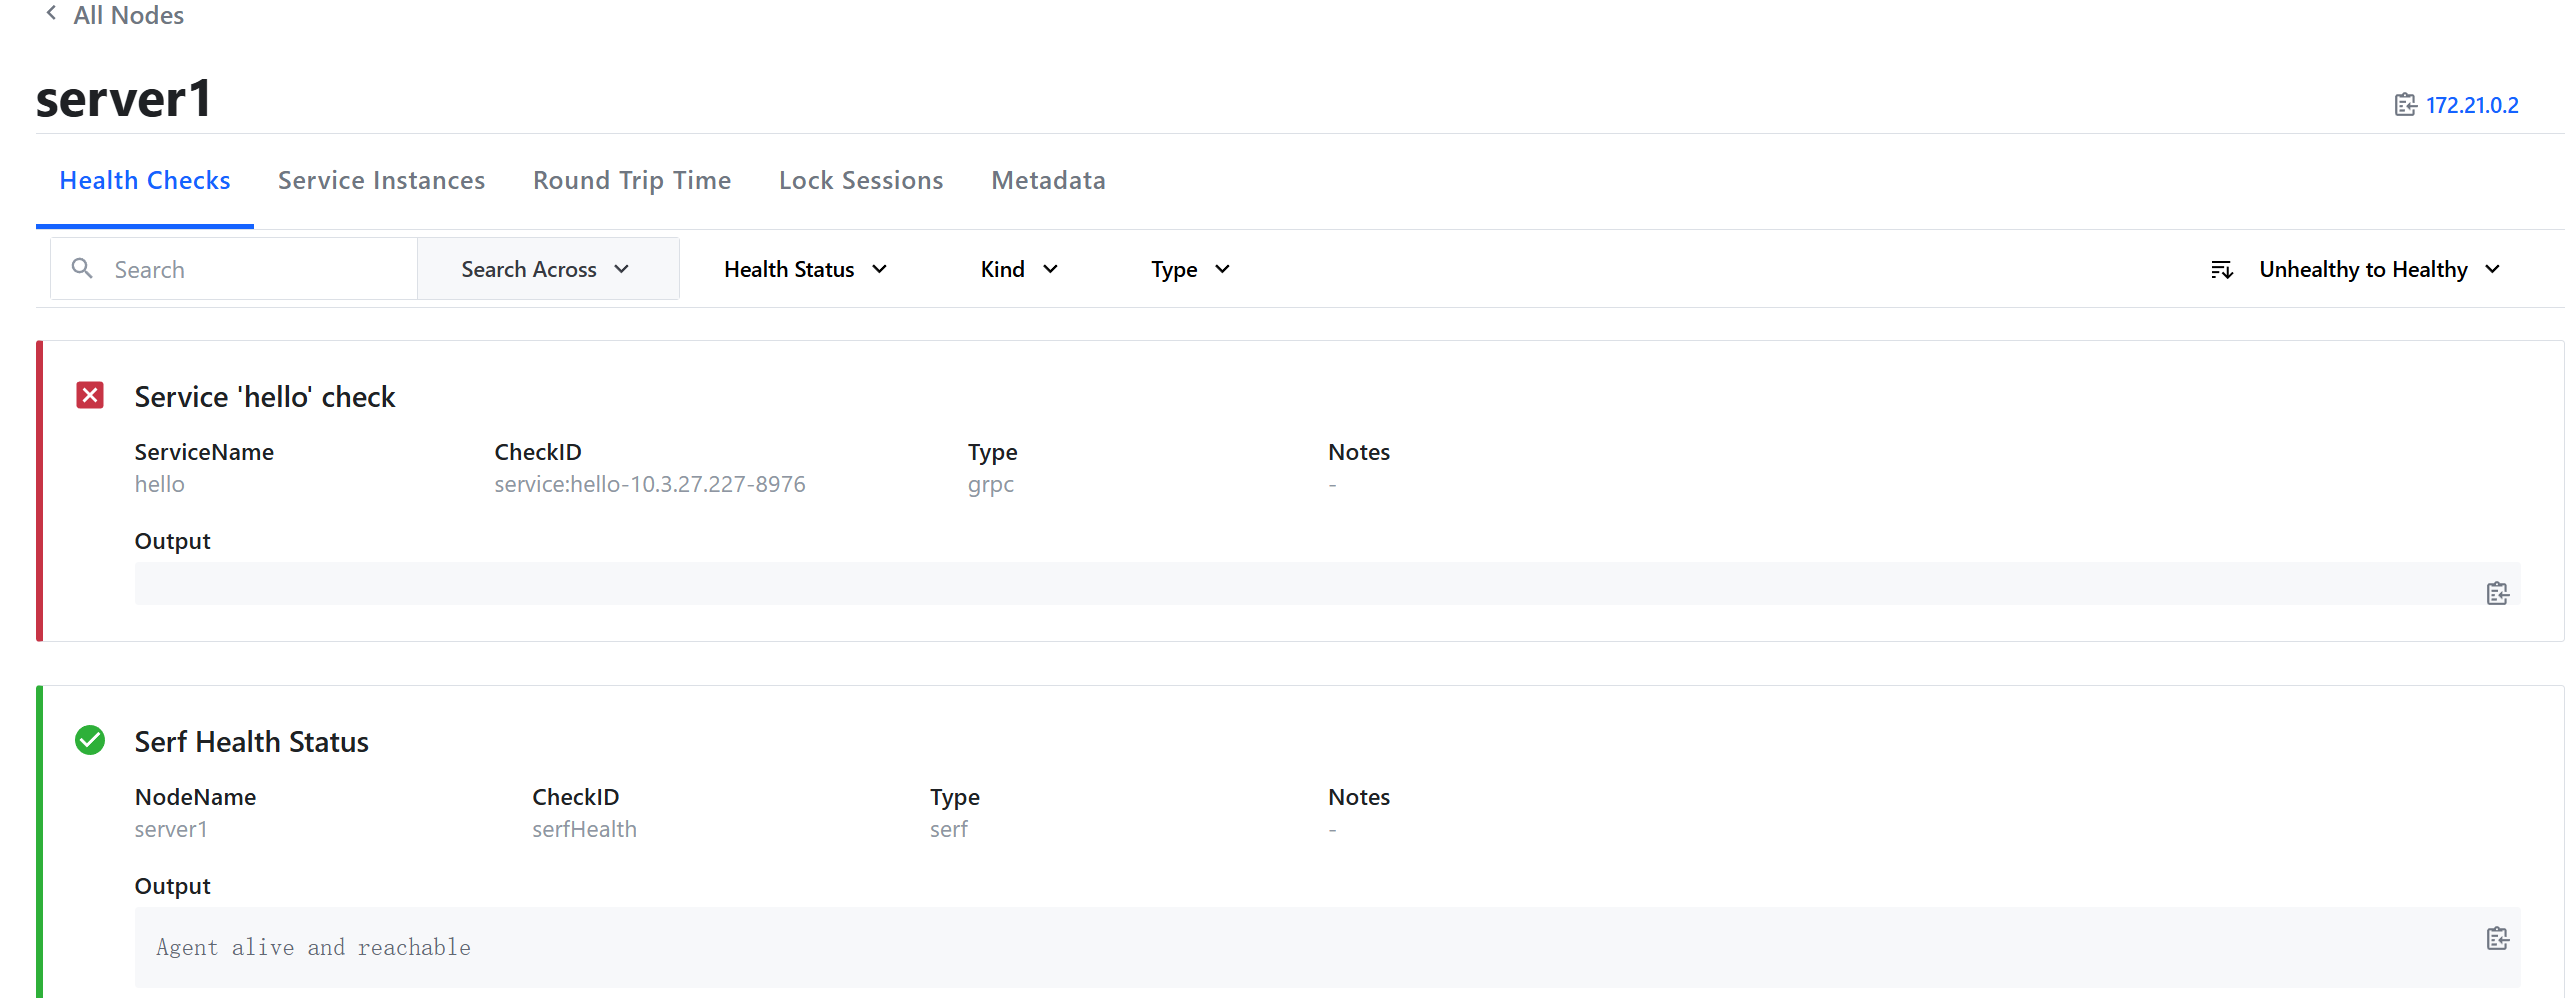 All Nodes
server1
172.21.0.2
Health Checks Service Instances Round Trip Time Lock Sessions Metadata
Search Search Across Health Status Kind Type Unhealthy to Healthy
Service 'hello' check
ServiceName CheckID Type Notes
hello service:hello-10.3.27.227-8976 grpc -
Output
Serf Health Status
NodeName CheckID Type Notes
server1 serfHealth serf -
Output
Agent alive and reachable